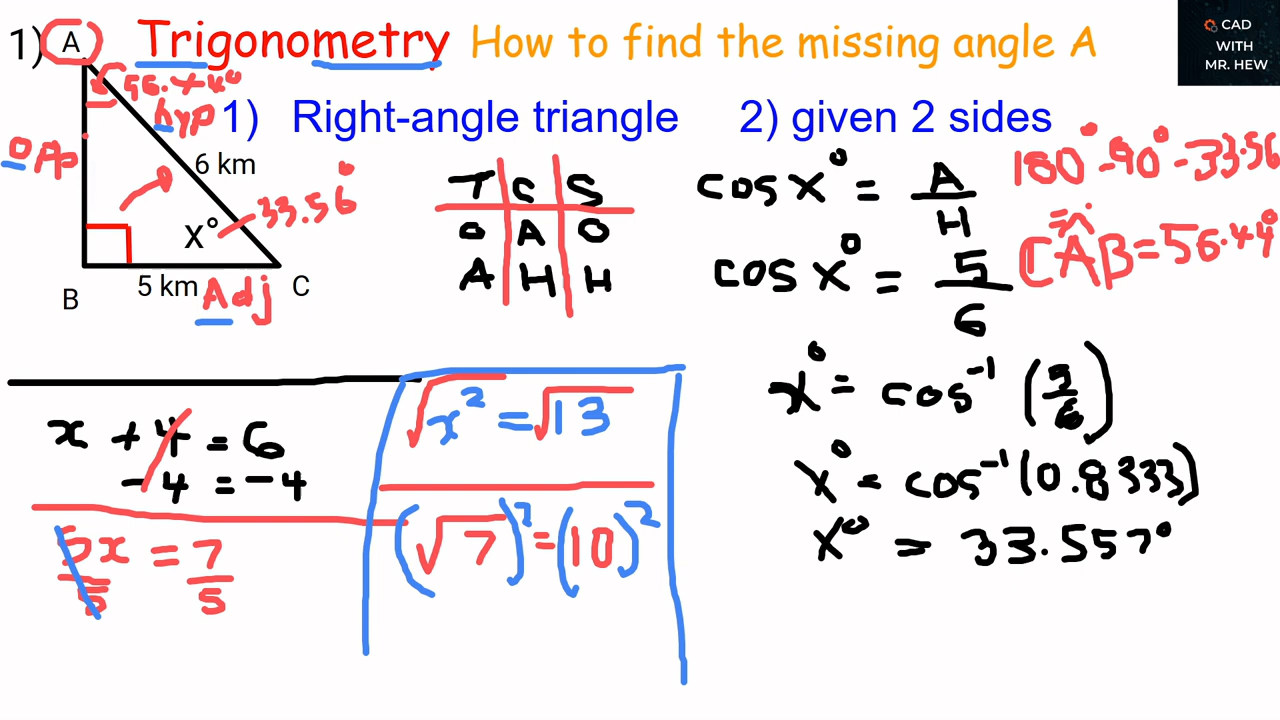 1) A Trigonometry How to find the missing angle A
CAD
WITH
MR. HEW
56.44°
hyp
1) Right-angle triangle 2) given 2 sides
opp
6 km
33.56°
x°
5 km Adj
B C
T C S
O A O
A H H
cos x° = A/H
cos x° = 5/6
x° = cos⁻¹ (5/6)
x° = cos⁻¹ (0.8333)
x° = 33.557°
180° - 90° - 33.56
CÂB = 56.44°
x + 4 = 6
-4 = -4
5x/5 = 7/5
√x² = √13
(√7)² = (10)²